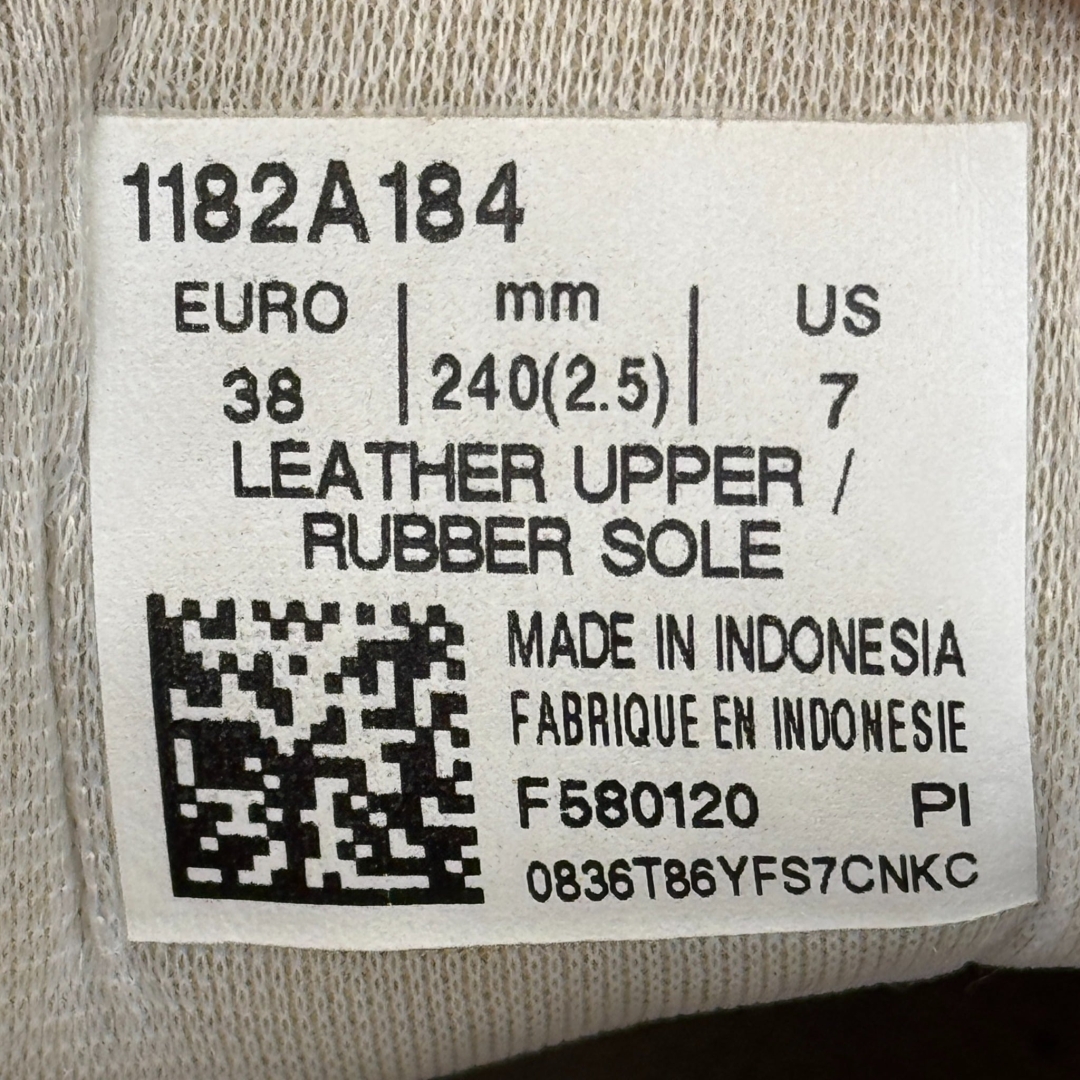 1182A184
EURO | mm | US
38 | 240(2.5) | 7
LEATHER UPPER /
RUBBER SOLE
MADE IN INDONESIA
FABRIQUE EN INDONESIE
F580120 PI
0836T86YFS7CNKC